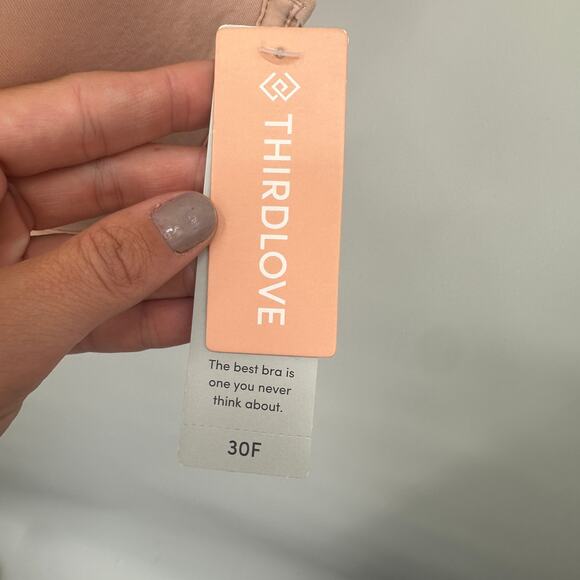 THIRDLOVE
The best bra is
one you never
think about.
30F